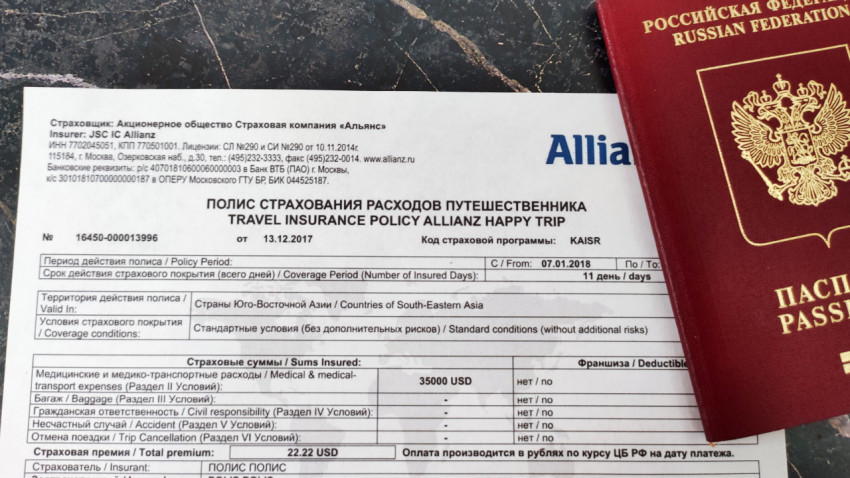 Страховщик: Акционерное общество Страховая компания «Альянс»
Insurer: JSC IC Allianz
ИНН 7702045051, КПП 770501001. Лицензии: СЛ №290 и СИ №290 от 10.11.2014г.
115184, г. Москва, Озерковская наб., д.30, тел.: (495)232-3333, факс (495)232-0014. www.allianz.ru
Банковские реквизиты: р/с 40701810600060000003 в Банк ВТБ (ПАО) г. Москвы,
к/с 30101810700000000187 в ОПЕРУ Московского ГТУ БР, БИК 044525187.
Allia
ПОЛИС СТРАХОВАНИЯ РАСХОДОВ ПУТЕШЕСТВЕННИКА
TRAVEL INSURANCE POLICY ALLIANZ HAPPY TRIP
№ 16450-000013996 от 13.12.2017 Код страховой программы: KAISR
Период действия полиса / Policy Period: С / From: 07.01.2018 По / To:
Срок действия страхового покрытия (всего дней) / Coverage Period (Number of Insured Days): 11 день / days
Территория действия полиса /
Valid In:
Страны Юго-Восточной Азии / Countries of South-Eastern Asia
Условия страхового покрытия
/ Coverage conditions:
Стандартные условия (без дополнительных рисков) / Standard conditions (without additional risks)
Страховые суммы / Sums Insured: Франшиза / Deductible
Медицинские и медико-транспортные расходы / Medical & medical-
transport expenses (Раздел II Условий): 35000 USD нет / no
Багаж / Baggage (Раздел III Условий): - нет / no
Гражданская ответственность / Civil responsibility (Раздел IV Условий): - нет / no
Несчастный случай / Accident (Раздел V Условий): - нет / no
Отмена поездки / Trip Cancellation (Раздел VI Условий): - нет / no
Страховая премия / Total premium: 22.22 USD Оплата производится в рублях по курсу ЦБ РФ на дату платежа.
Страхователь / Insurant: ПОЛИС ПОЛИС
РОССИЙСКАЯ ФЕДЕРА
RUSSIAN FEDERATION
ПАСП
PASSP